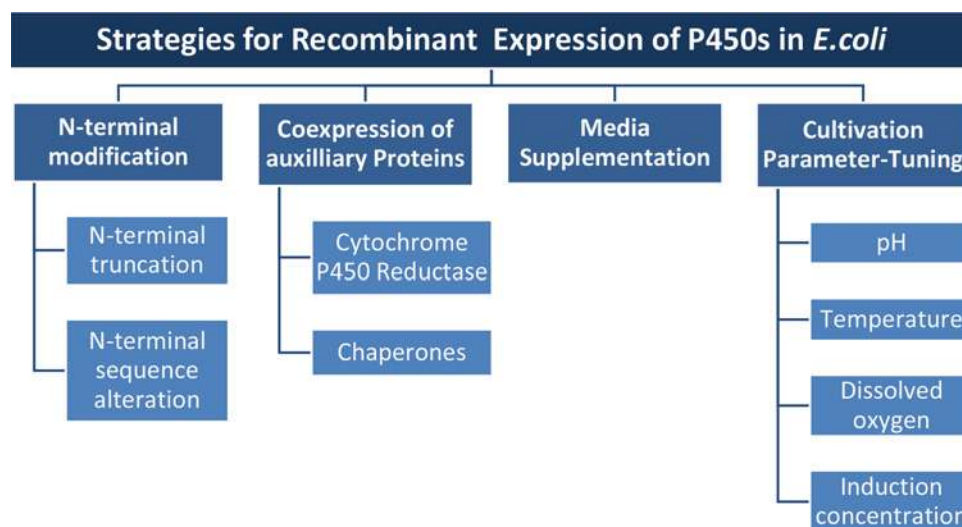 Strategies for Recombinant Expression of P450s in E.coli
N-terminal
modification
N-terminal
truncation
N-terminal
sequence
alteration
Coexpression of
auxilliary Proteins
Cytochrome
P450 Reductase
Chaperones
Media
Supplementation
Cultivation
Parameter-Tuning
pH
Temperature
Dissolved
oxygen
Induction
concentration